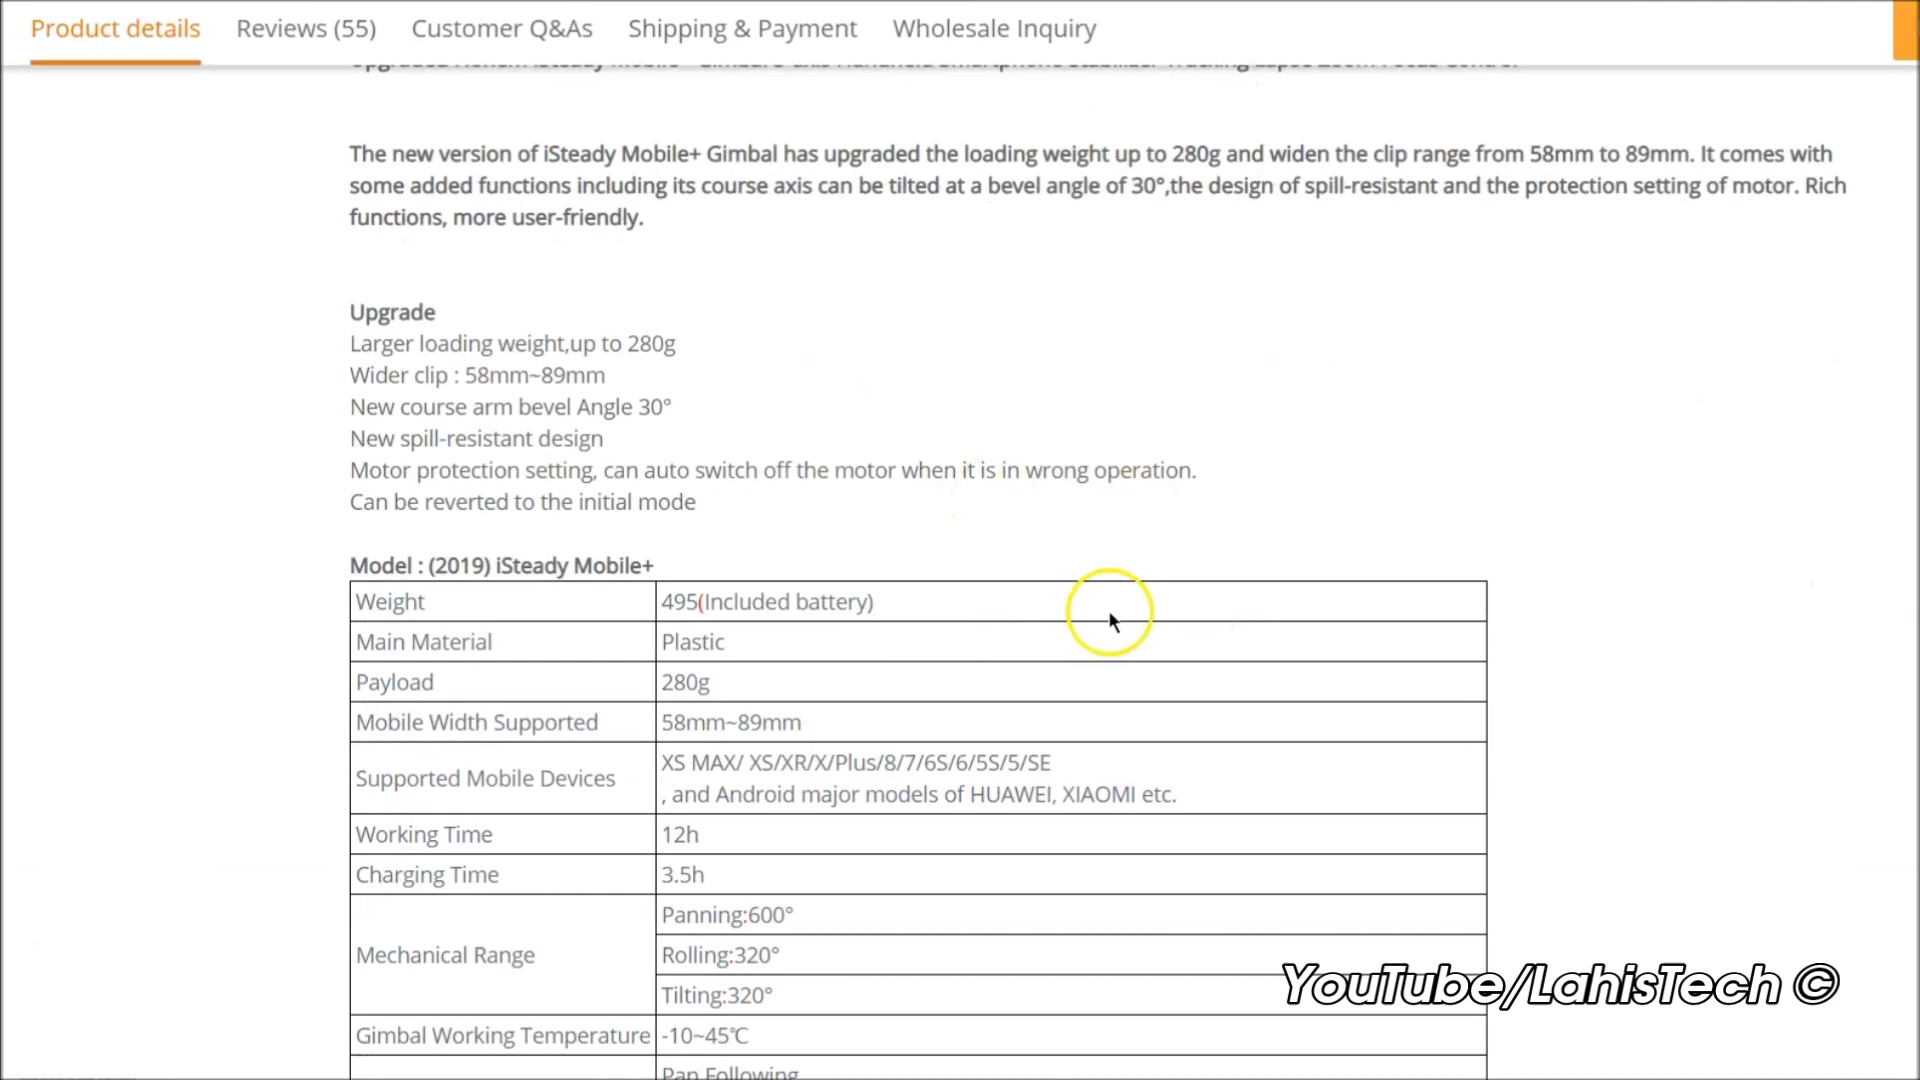 Product details Reviews (55) Customer Q&As Shipping & Payment Wholesale Inquiry
The new version of iSteady Mobile+ Gimbal has upgraded the loading weight up to 280g and widen the clip range from 58mm to 89mm. It comes with
some added functions including its course axis can be tilted at a bevel angle of 30°,the design of spill-resistant and the protection setting of motor. Rich
functions, more user-friendly.
Upgrade
Larger loading weight,up to 280g
Wider clip : 58mm~89mm
New course arm bevel Angle 30°
New spill-resistant design
Motor protection setting, can auto switch off the motor when it is in wrong operation.
Can be reverted to the initial mode
Model : (2019) iSteady Mobile+
Weight 495(Included battery)
Main Material Plastic
Payload 280g
Mobile Width Supported 58mm~89mm
Supported Mobile Devices XS MAX/ XS/XR/X/Plus/8/7/6S/6/5S/5/SE
, and Android major models of HUAWEI, XIAOMI etc.
Working Time 12h
Charging Time 3.5h
Mechanical Range Panning:600°
Rolling:320°
Tilting:320°
Gimbal Working Temperature -10~45℃
Pan Following
YouTube/LahisTech ©